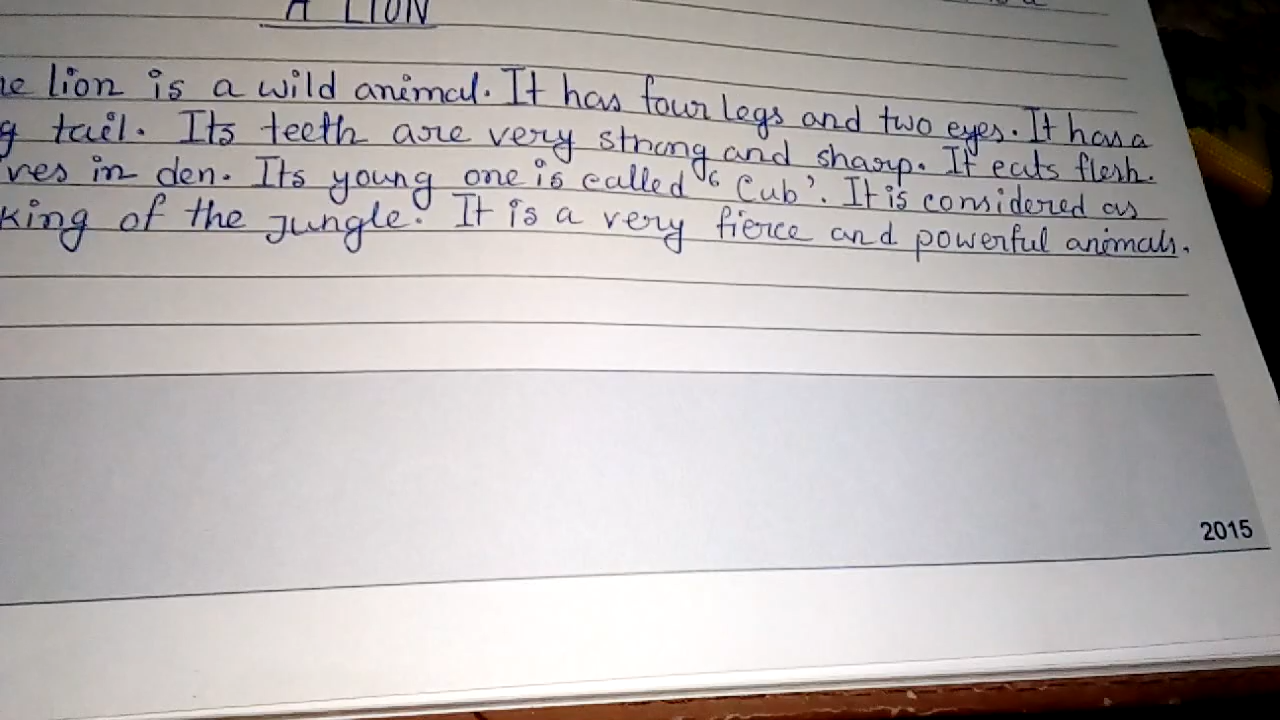 A LION
lion is a wild animal. It has four legs and two eyes. It has a
tail. Its teeth are very strong and sharp. It eats flesh.
in den. Its young one is called 'Cub'. It is considered as
king of the jungle. It is a very fierce and powerful animals.
2015